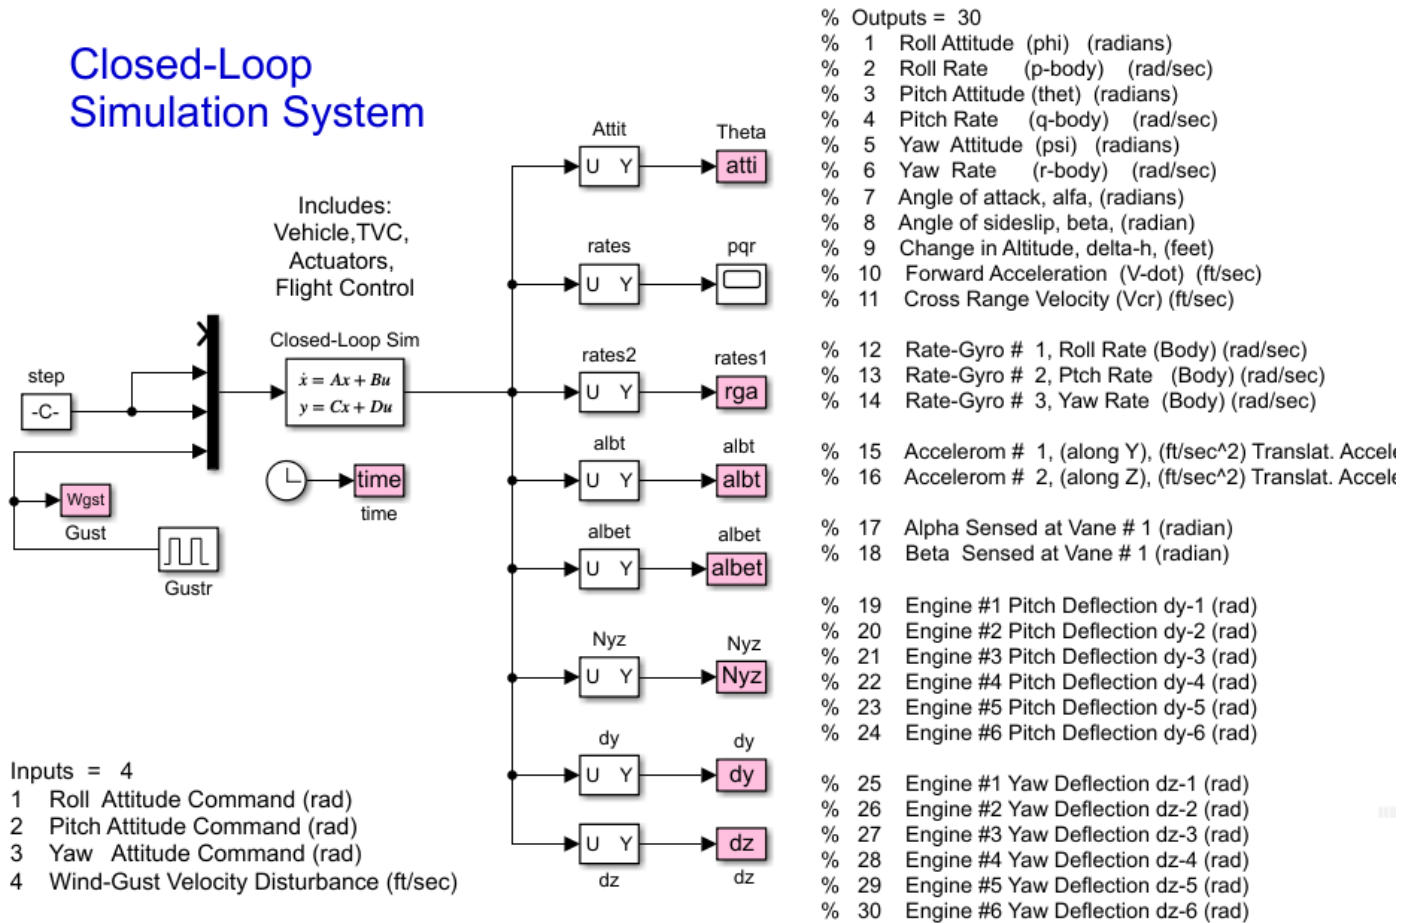 Closed-Loop
Simulation System
Includes:
Vehicle,TVC,
Actuators,
Flight Control
Closed-Loop Sim
ẋ = Ax + Bu
y = Cx + Du
step
-C-
Wgst
Gust
Gustr
time
time
Attit
U Y
Theta
atti
rates
U Y
pqr
rates2
U Y
rates1
rga
albt
U Y
albt
albt
albet
U Y
albet
albet
Nyz
U Y
Nyz
Nyz
dy
U Y
dy
dy
U Y
dz
dz
dz
Inputs = 4
1 Roll Attitude Command (rad)
2 Pitch Attitude Command (rad)
3 Yaw Attitude Command (rad)
4 Wind-Gust Velocity Disturbance (ft/sec)
% Outputs = 30
% 1 Roll Attitude (phi) (radians)
% 2 Roll Rate (p-body) (rad/sec)
% 3 Pitch Attitude (thet) (radians)
% 4 Pitch Rate (q-body) (rad/sec)
% 5 Yaw Attitude (psi) (radians)
% 6 Yaw Rate (r-body) (rad/sec)
% 7 Angle of attack, alfa, (radians)
% 8 Angle of sideslip, beta, (radian)
% 9 Change in Altitude, delta-h, (feet)
% 10 Forward Acceleration (V-dot) (ft/sec)
% 11 Cross Range Velocity (Vcr) (ft/sec)
% 12 Rate-Gyro # 1, Roll Rate (Body) (rad/sec)
% 13 Rate-Gyro # 2, Ptch Rate (Body) (rad/sec)
% 14 Rate-Gyro # 3, Yaw Rate (Body) (rad/sec)
% 15 Accelerom # 1, (along Y), (ft/sec^2) Translat. Accele
% 16 Accelerom # 2, (along Z), (ft/sec^2) Translat. Accele
% 17 Alpha Sensed at Vane # 1 (radian)
% 18 Beta Sensed at Vane # 1 (radian)
% 19 Engine #1 Pitch Deflection dy-1 (rad)
% 20 Engine #2 Pitch Deflection dy-2 (rad)
% 21 Engine #3 Pitch Deflection dy-3 (rad)
% 22 Engine #4 Pitch Deflection dy-4 (rad)
% 23 Engine #5 Pitch Deflection dy-5 (rad)
% 24 Engine #6 Pitch Deflection dy-6 (rad)
% 25 Engine #1 Yaw Deflection dz-1 (rad)
% 26 Engine #2 Yaw Deflection dz-2 (rad)
% 27 Engine #3 Yaw Deflection dz-3 (rad)
% 28 Engine #4 Yaw Deflection dz-4 (rad)
% 29 Engine #5 Yaw Deflection dz-5 (rad)
% 30 Engine #6 Yaw Deflection dz-6 (rad)